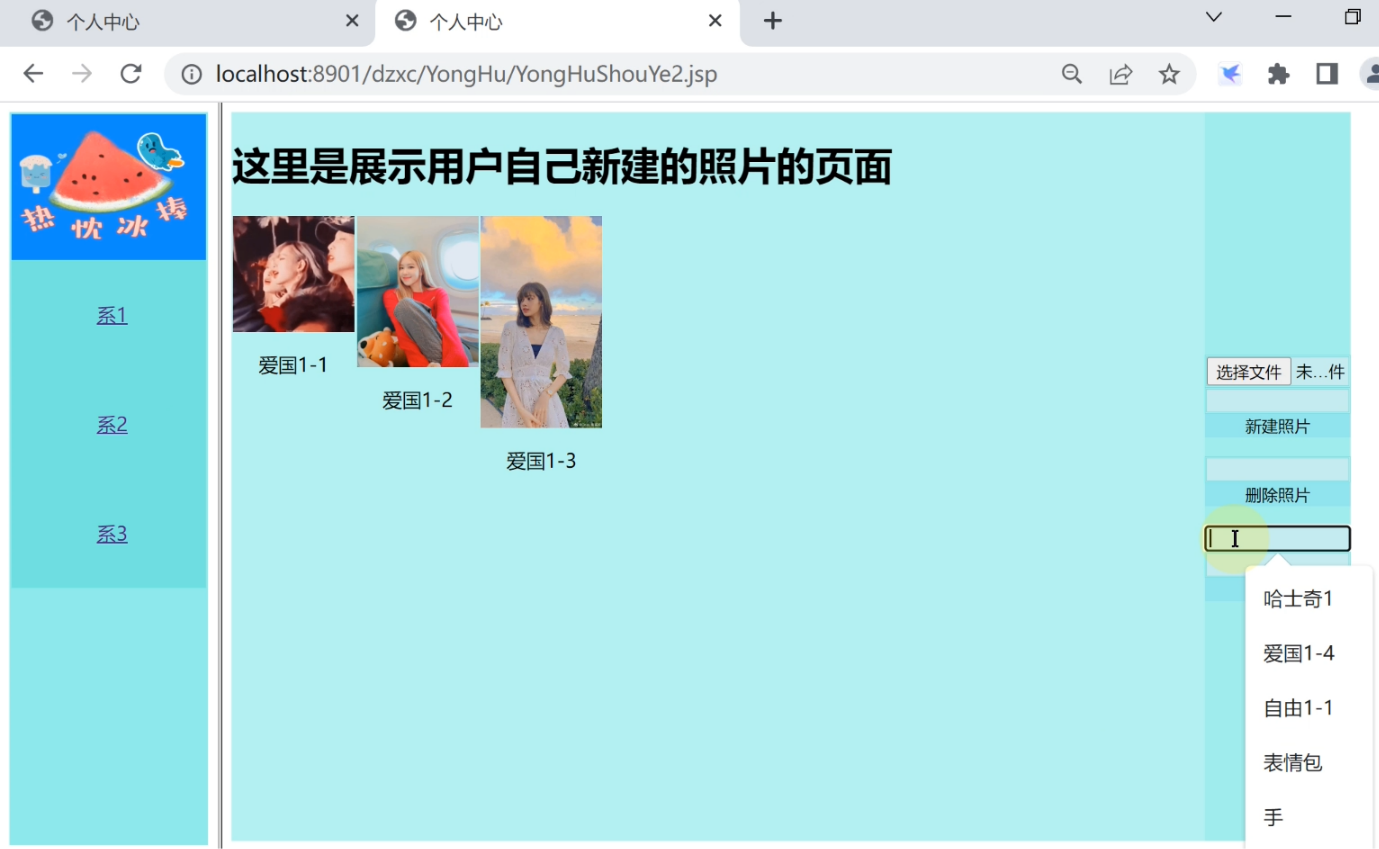 个人中心
个人中心
localhost:8901/dzxc/YongHu/YongHuShouYe2.jsp
热忱冰棒
系1
系2
系3
这里是展示用户自己新建的照片的页面
爱国1-1
爱国1-2
爱国1-3
选择文件 未...件
新建照片
删除照片
哈士奇1
爱国1-4
自由1-1
表情包
手